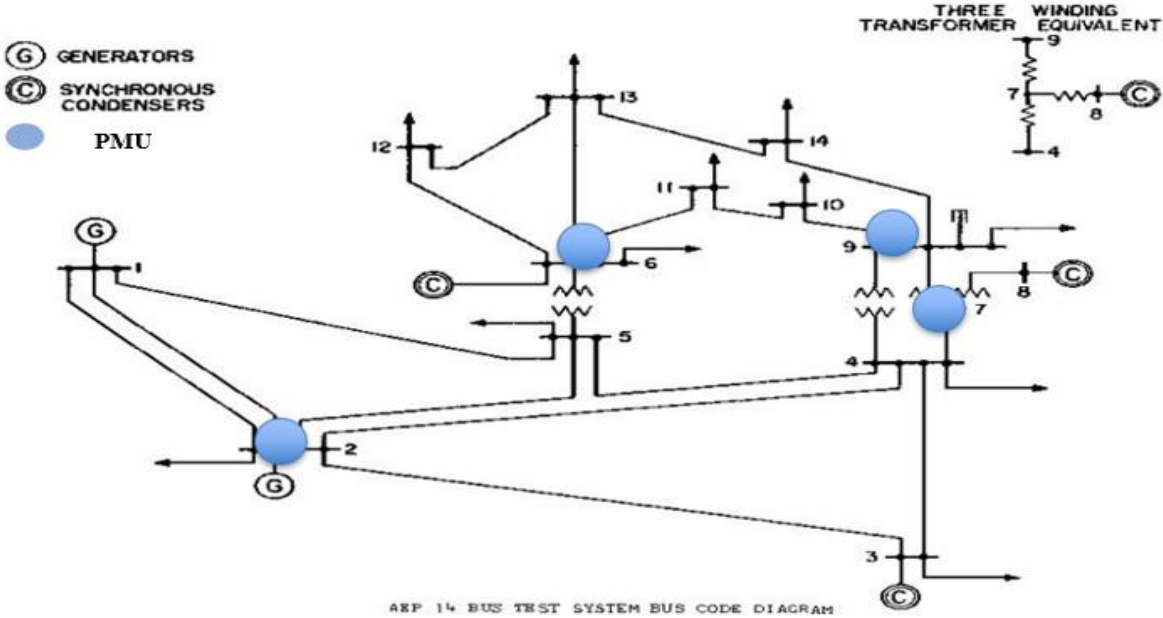 THREE WINDING
TRANSFORMER EQUIVALENT
9
7
C
8
4
G GENERATORS
C SYNCHRONOUS
CONDENSERS
PMU
13
12
14
11
10
G
1
9
6
C
8
C
7
5
4
2
G
3
C
AEP 14 BUS TEST SYSTEM BUS CODE DIAGRAM